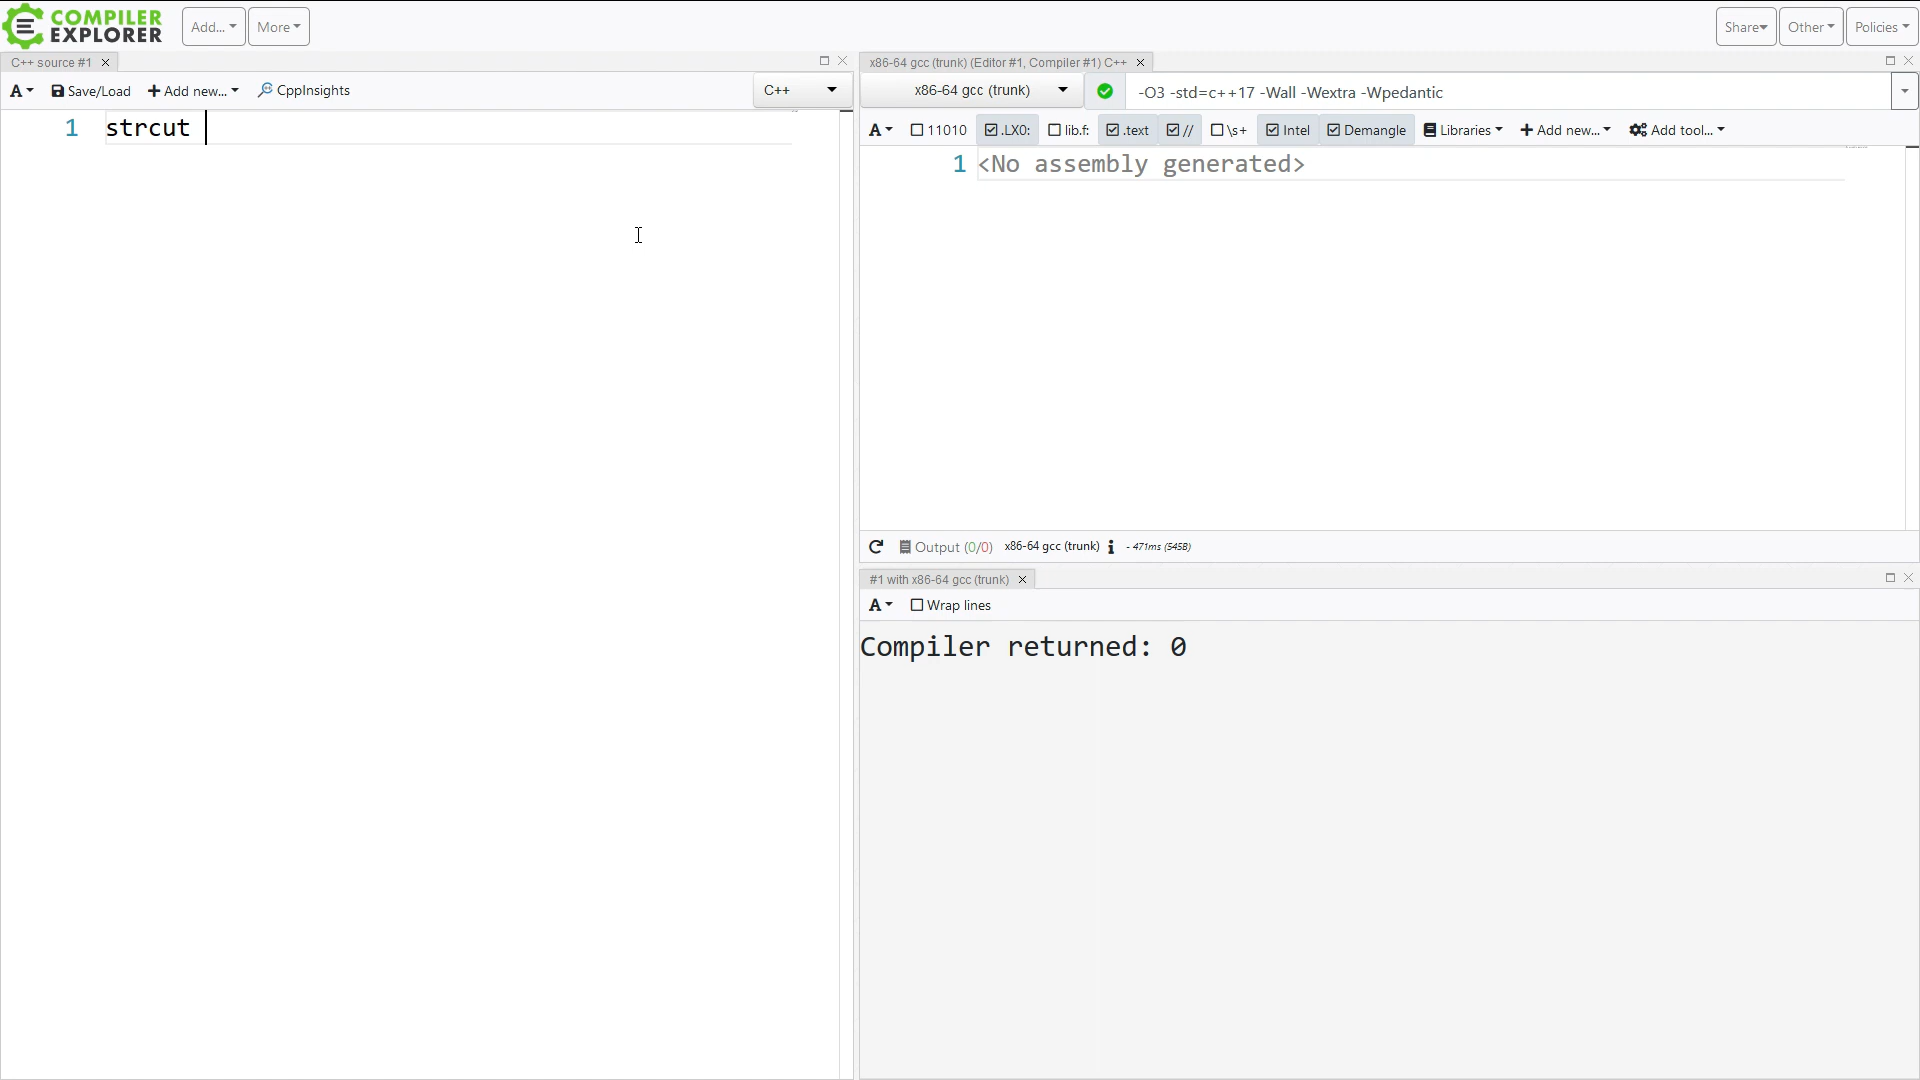 COMPILER
EXPLORER
Add...
More
Share
Other
Policies
C++ source #1
A
Save/Load
Add new...
CppInsights
C++
1 strcut
x86-64 gcc (trunk) (Editor #1, Compiler #1) C++
x86-64 gcc (trunk)
-O3 -std=c++17 -Wall -Wextra -Wpedantic
A
11010
.LX0:
lib.f:
.text
//
\s+
Intel
Demangle
Libraries
Add new...
Add tool...
1 <No assembly generated>
Output (0/0) x86-64 gcc (trunk) i - 471ms (545B)
#1 with x86-64 gcc (trunk)
A
Wrap lines
Compiler returned: 0